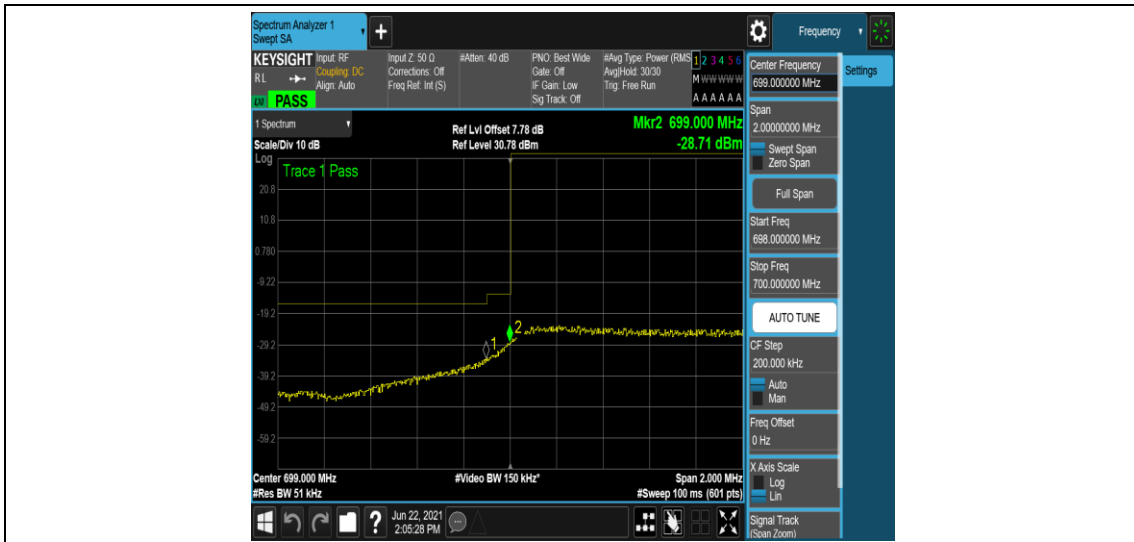 Spectrum Analyzer 1
Swept SA
+
Frequency
KEYSIGHT
RL
PASS
Input: RF
Coupling: DC
Align: Auto
Input Z: 50 Ω
Corrections: Off
Freq Ref: Int (S)
#Atten: 40 dB
PNO: Best Wide
Gate: Off
IF Gain: Low
Sig Track: Off
#Avg Type: Power (RMS
Avg|Hold: 30/30
Trig: Free Run
1 2 3 4 5 6
M W W W W W
A A A A A A
1 Spectrum
Scale/Div 10 dB
Ref Lvl Offset 7.78 dB
Ref Level 30.78 dBm
Mkr2 699.000 MHz
-28.71 dBm
Log
Trace 1 Pass
20.8
10.8
0.780
-9.22
-19.2
-29.2
-39.2
-49.2
-59.2
1
2
Center 699.000 MHz
#Res BW 51 kHz
#Video BW 150 kHz*
Span 2.000 MHz
#Sweep 100 ms (601 pts)
Center Frequency
699.000000 MHz
Settings
Span
2.00000000 MHz
Swept Span
Zero Span
Full Span
Start Freq
698.000000 MHz
Stop Freq
700.000000 MHz
AUTO TUNE
CF Step
200.000 kHz
Auto
Man
Freq Offset
0 Hz
X Axis Scale
Log
Lin
Signal Track
(Span Zoom)
?
Jun 22, 2021
2:05:28 PM